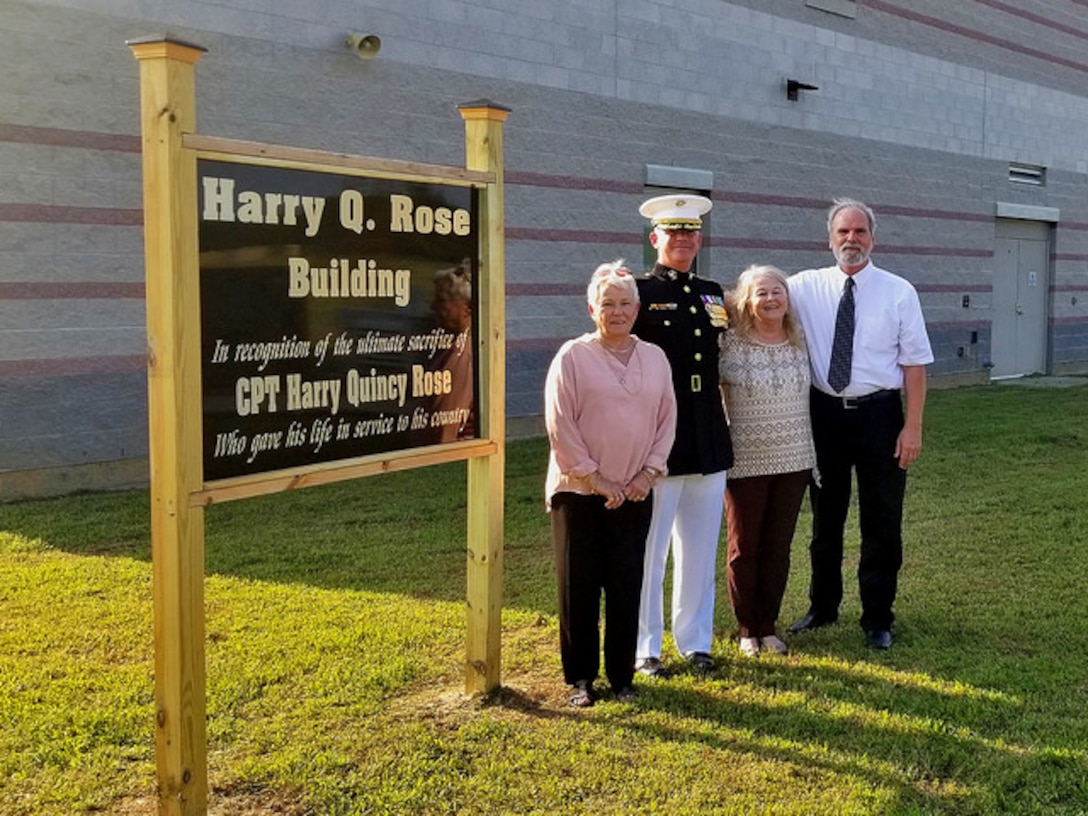 Harry Q. Rose
Building
In recognition of the ultimate sacrifice of
CPT Harry Quincy Rose
Who gave his life in service to his country